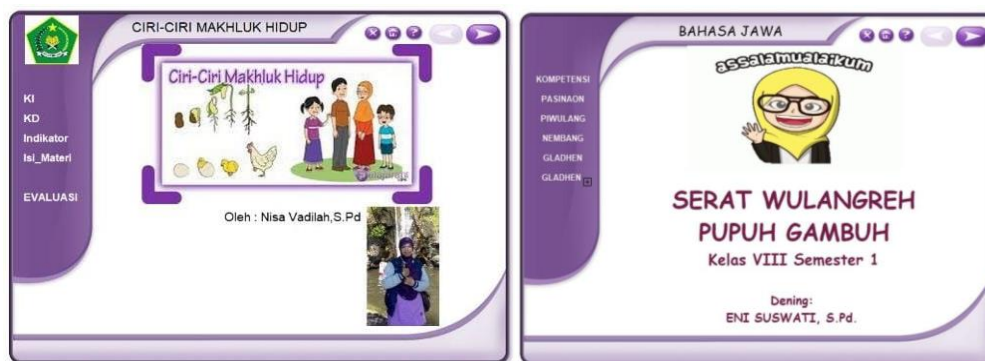 CIRI-CIRI MAKHLUK HIDUP
KI
KD
Indikator
Isi_Materi
EVALUASI
Ciri-Ciri Makhluk Hidup
Oleh : Nisa Vadilah,S.Pd
BAHASA JAWA
KOMPETENSI
PASINAON
PIWULANG
NEMBANG
GLADHEN
GLADHEN
assalamualaikum
SERAT WULANGREH
PUPUH GAMBUH
Kelas VIII Semester 1
Dening:
ENI SUSWATI, S.Pd.